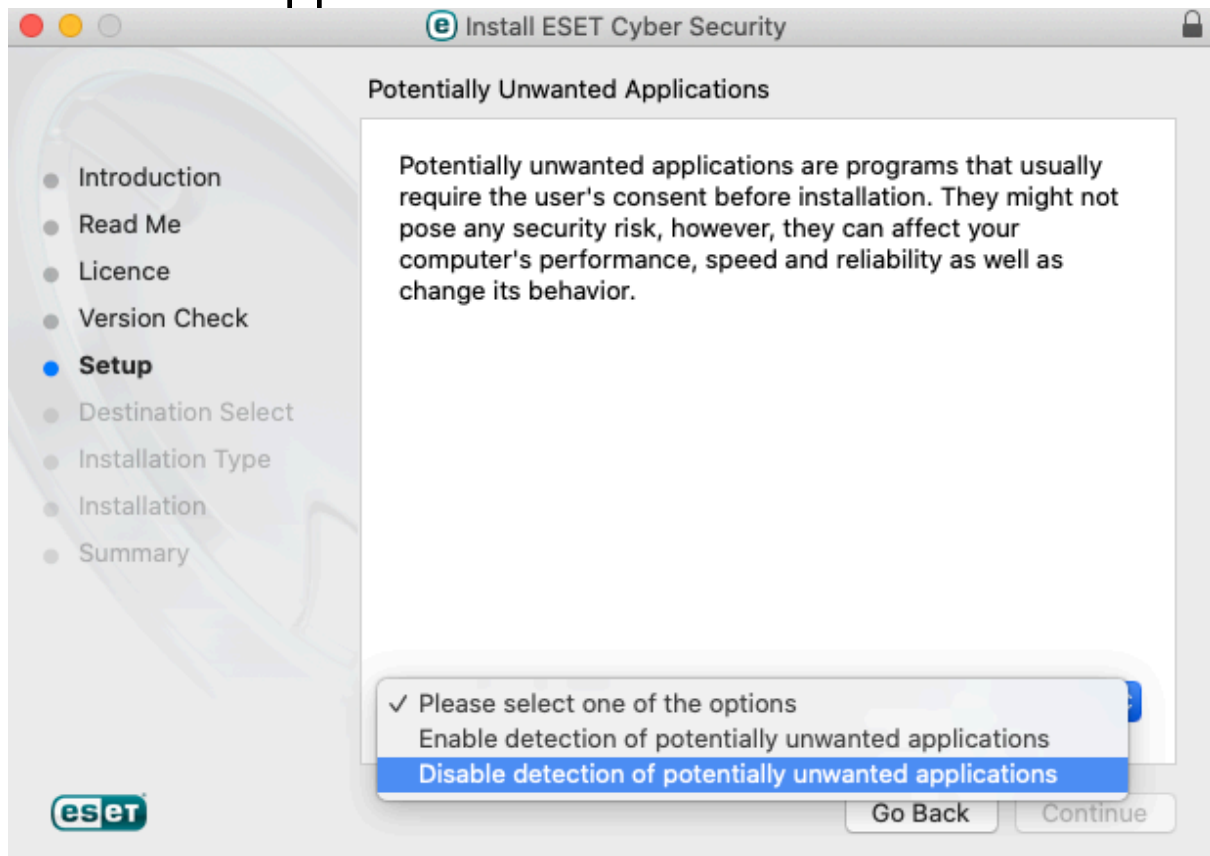 Install ESET Cyber Security
Potentially Unwanted Applications
Introduction
Read Me
Licence
Version Check
Setup
Destination Select
Installation Type
Installation
Summary
Potentially unwanted applications are programs that usually
require the user's consent before installation. They might not
pose any security risk, however, they can affect your
computer's performance, speed and reliability as well as
change its behavior.
✓ Please select one of the options
Enable detection of potentially unwanted applications
Disable detection of potentially unwanted applications
eset
Go Back
Continue